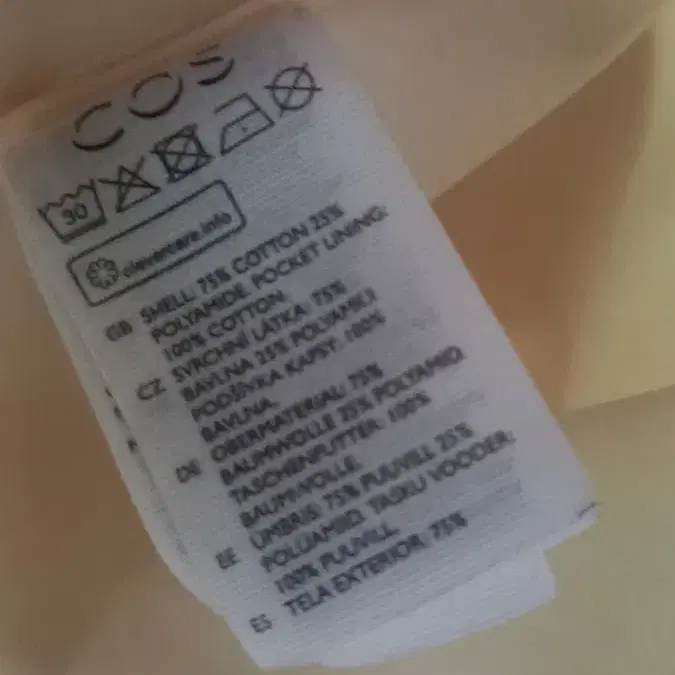 COS
30
clevercare.info
GB SHELL: 75% COTTON 25%
POLYAMIDE. POCKET LINING:
100% COTTON.
CZ SVRCHNÍ LÁTKA: 75%
BAVLNA 25% POLYAMID.
PODŠÍVKA KAPSY: 100%
BAVLNA.
DE OBERMATERIAL: 75%
BAUMWOLLE 25% POLYAMID.
TASCHENFUTTER: 100%
BAUMWOLLE.
EE ÜMBRIS: 75% PUUVILL 25%
POLÜAMIID. TASKU VOODER:
100% PUUVILL.
ES TELA EXTERIOR: 75%